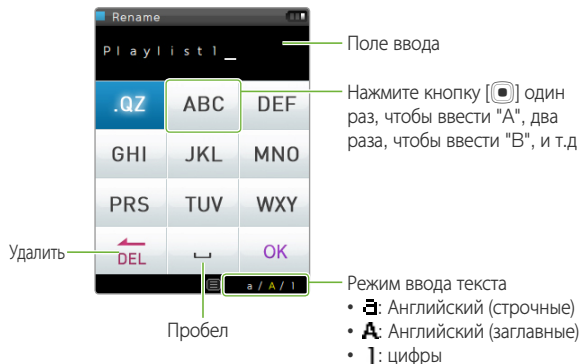 Rename
Playlist1_
Поле ввода
.QZ ABC DEF
Нажмите кнопку [] один
раз, чтобы ввести "A", два
раза, чтобы ввести "B", и т.д
GHI JKL MNO
PRS TUV WXY
Удалить
DEL OK
a / A / 1
Пробел
Режим ввода текста
• a: Английский (строчные)
• A: Английский (заглавные)
• 1: цифры